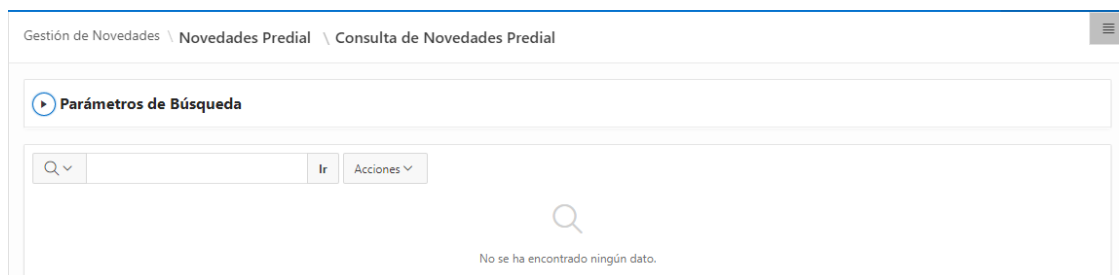 Gestión de Novedades \ Novedades Predial \ Consulta de Novedades Predial
Parámetros de Búsqueda
Ir Acciones
No se ha encontrado ningún dato.